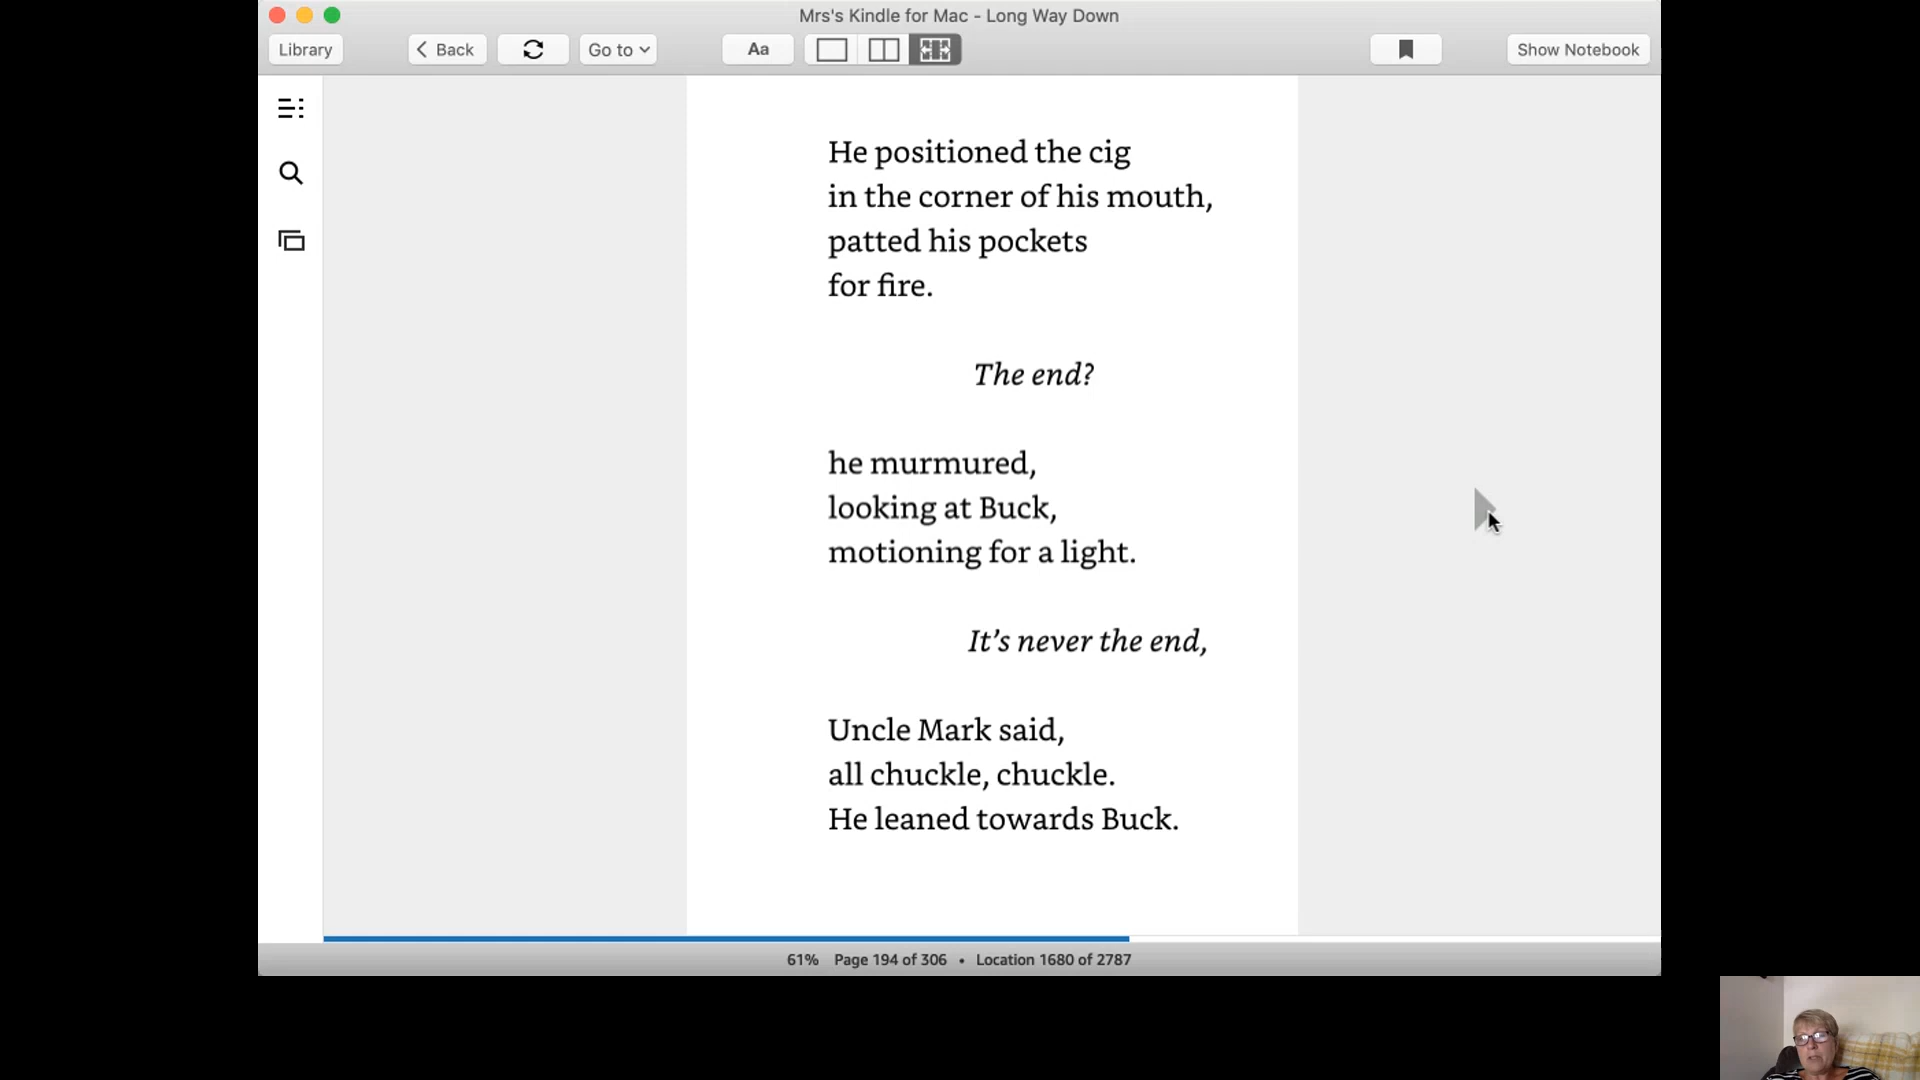 Mrs's Kindle for Mac - Long Way Down
Library
Back
Go to
Aa
Show Notebook
He positioned the cig
in the corner of his mouth,
patted his pockets
for fire.
The end?
he murmured,
looking at Buck,
motioning for a light.
It's never the end,
Uncle Mark said,
all chuckle, chuckle.
He leaned towards Buck.
61% Page 194 of 306 • Location 1680 of 2787